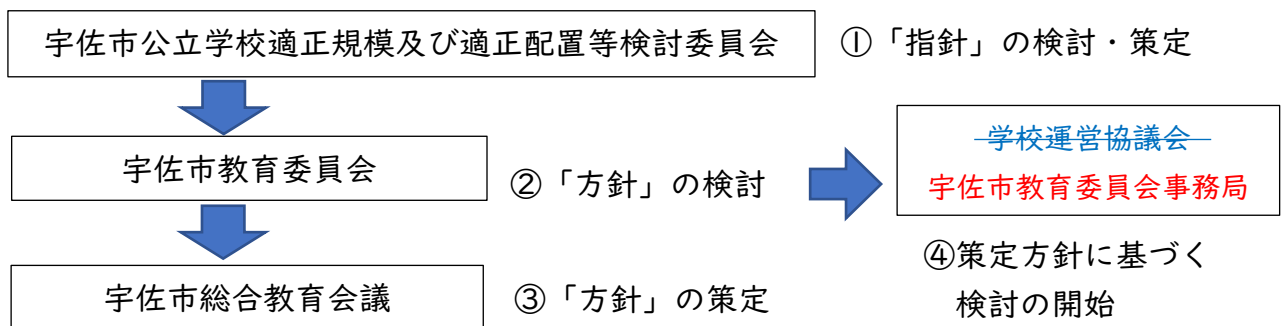 宇佐市公立学校適正規模及び適正配置等検討委員会
①「指針」の検討・策定
宇佐市教育委員会
②「方針」の検討
学校運営協議会
宇佐市教育委員会事務局
宇佐市総合教育会議
③「方針」の策定
④策定方針に基づく
検討の開始